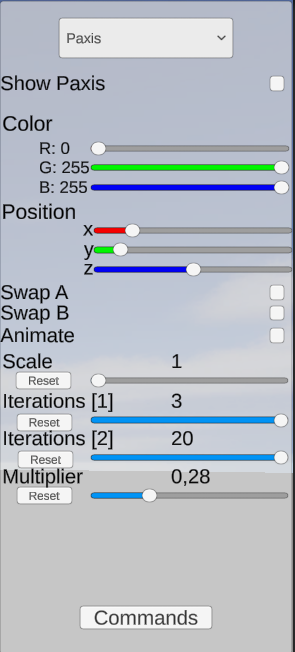 Paxis
Show Paxis
Color
R: 0
G: 255
B: 255
Position
x
y
z
Swap A
Swap B
Animate
Scale 1
Reset
Iterations [1] 3
Reset
Iterations [2] 20
Reset
Multiplier 0,28
Reset
Commands